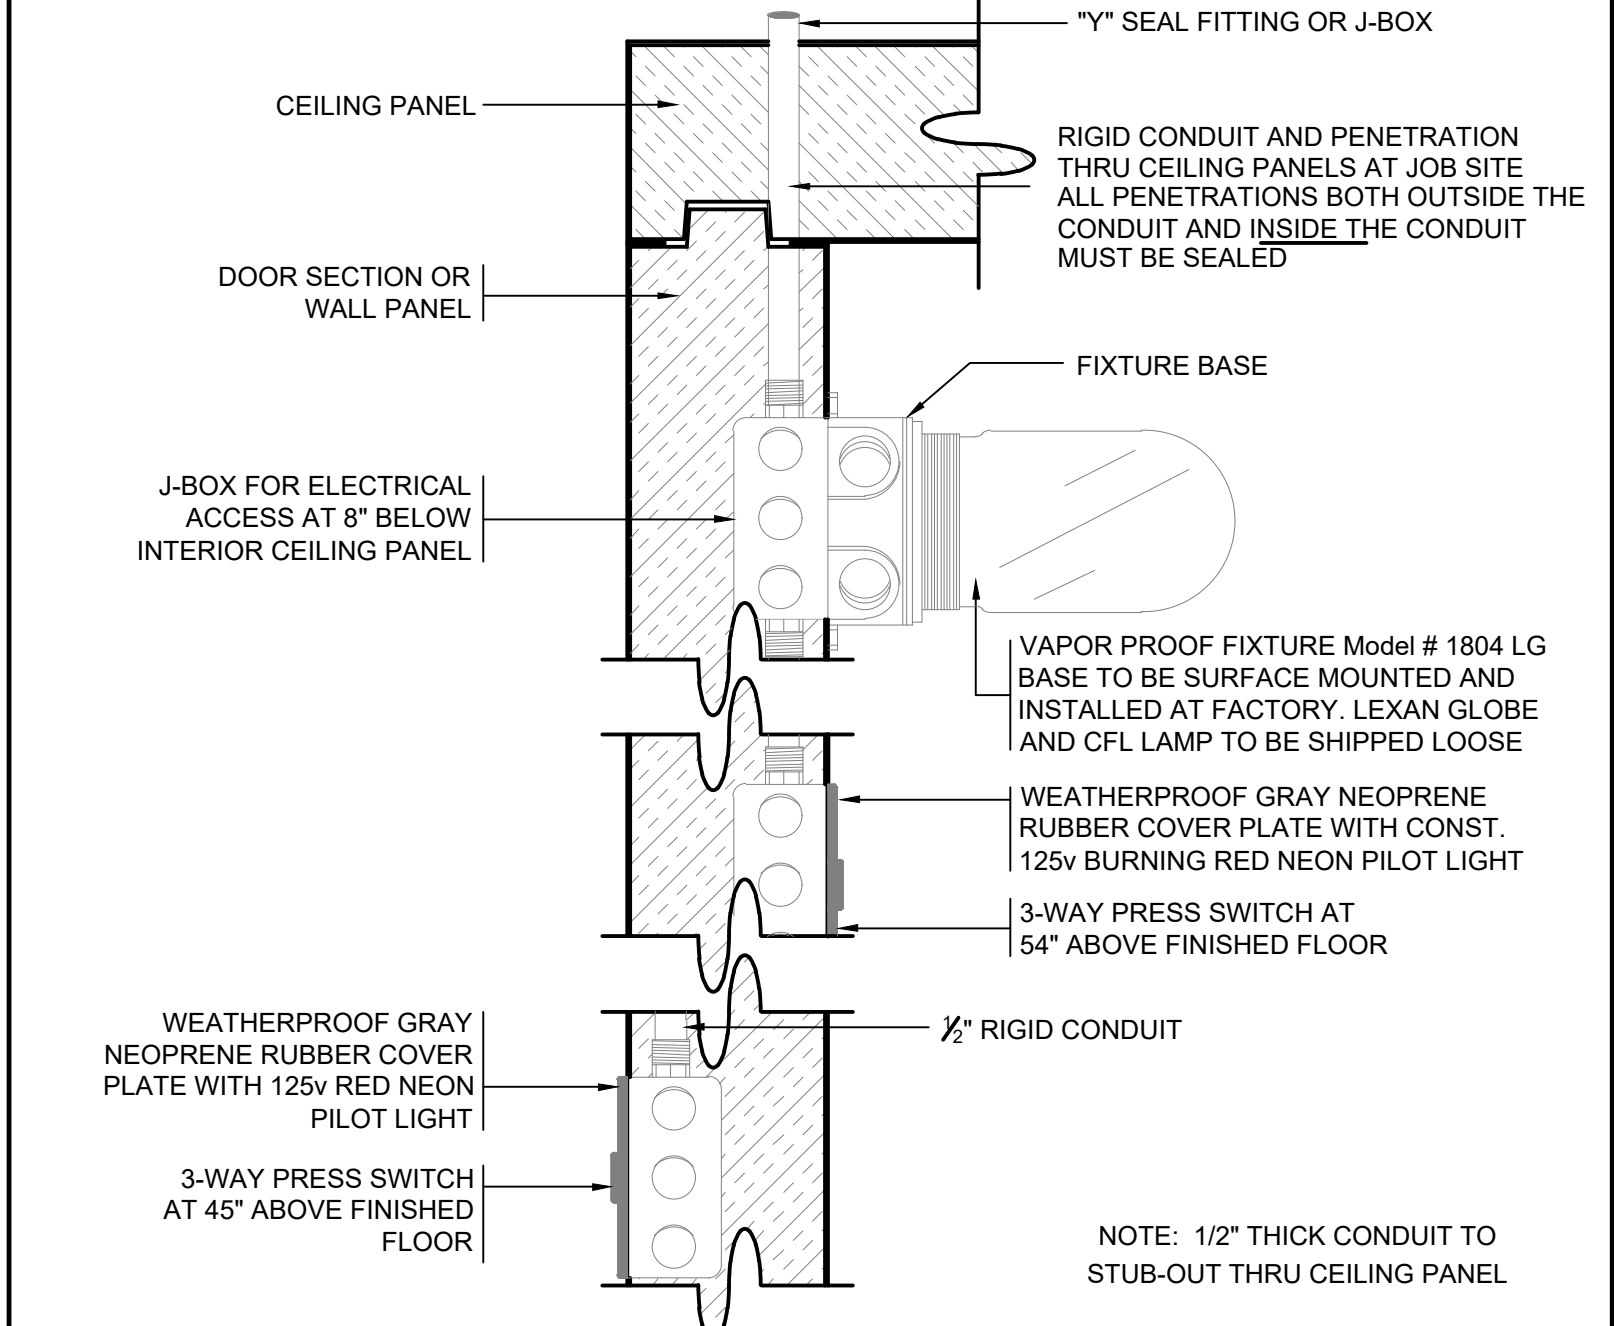 "Y" SEAL FITTING OR J-BOX
CEILING PANEL
RIGID CONDUIT AND PENETRATION
THRU CEILING PANELS AT JOB SITE
ALL PENETRATIONS BOTH OUTSIDE THE
CONDUIT AND INSIDE THE CONDUIT
MUST BE SEALED
DOOR SECTION OR
WALL PANEL
FIXTURE BASE
J-BOX FOR ELECTRICAL
ACCESS AT 8" BELOW
INTERIOR CEILING PANEL
VAPOR PROOF FIXTURE Model # 1804 LG
BASE TO BE SURFACE MOUNTED AND
INSTALLED AT FACTORY. LEXAN GLOBE
AND CFL LAMP TO BE SHIPPED LOOSE
WEATHERPROOF GRAY NEOPRENE
RUBBER COVER PLATE WITH CONST.
125v BURNING RED NEON PILOT LIGHT
3-WAY PRESS SWITCH AT
54" ABOVE FINISHED FLOOR
WEATHERPROOF GRAY
NEOPRENE RUBBER COVER
PLATE WITH 125v RED NEON
PILOT LIGHT
½" RIGID CONDUIT
3-WAY PRESS SWITCH
AT 45" ABOVE FINISHED
FLOOR
NOTE: 1/2" THICK CONDUIT TO
STUB-OUT THRU CEILING PANEL